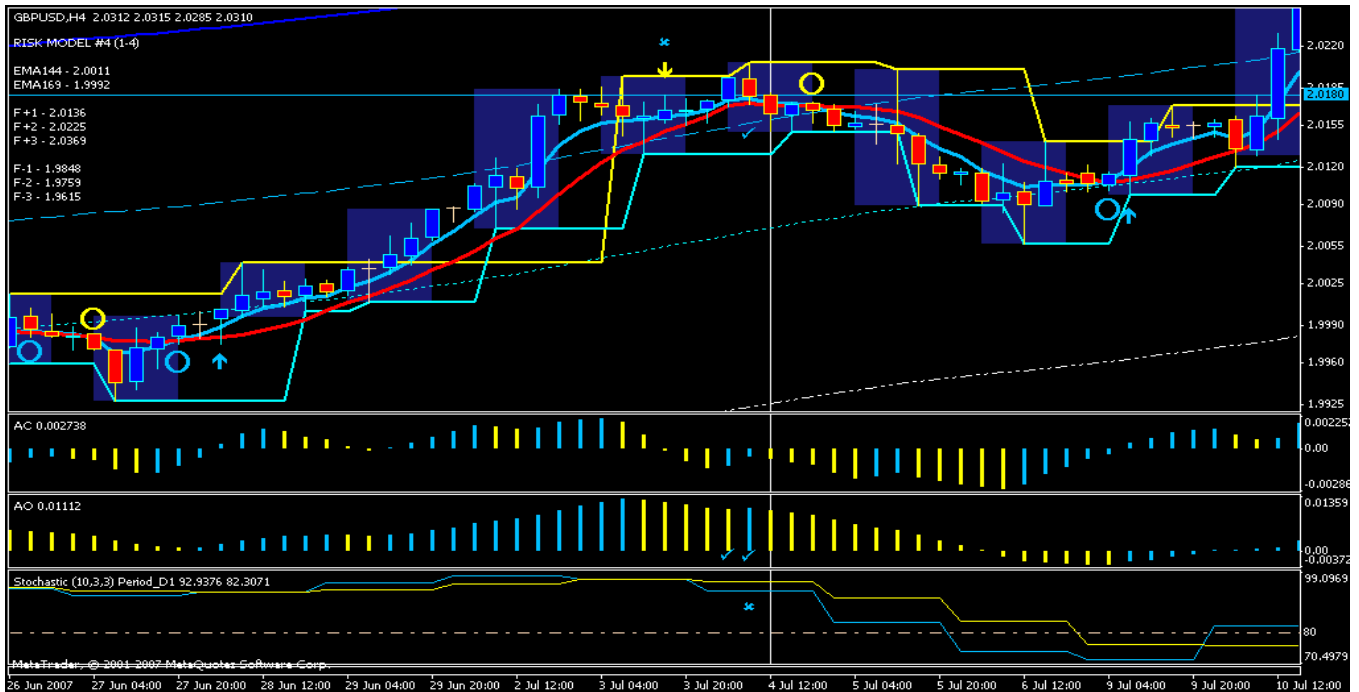 GBPUSD,H4 2.0312 2.0315 2.0285 2.0310
RISK MODEL #4 (1-4)
EMA144 - 2.0011
EMA169 - 1.9992
F+1 - 2.0136
F+2 - 2.0225
F+3 - 2.0369
F-1 - 1.9848
F-2 - 1.9759
F-3 - 1.9615
2.0220
2.0180
2.0155
2.0120
2.0090
2.0055
2.0025
1.9990
1.9960
1.9925
AC 0.002738
0.002252
0.00
-0.00286
AO 0.01112
0.01359
0.00
-0.00372
Stochastic (10,3,3) Period_D1 92.9376 82.3071
99.0969
80
70.4979
MetaTrader, © 2001-2007 MetaQuotes Software Corp.
26 Jun 2007 27 Jun 04:00 27 Jun 20:00 28 Jun 12:00 29 Jun 04:00 29 Jun 20:00 2 Jul 12:00 3 Jul 04:00 3 Jul 20:00 4 Jul 12:00 5 Jul 04:00 5 Jul 20:00 6 Jul 12:00 9 Jul 04:00 9 Jul 20:00 10 Jul 12:00